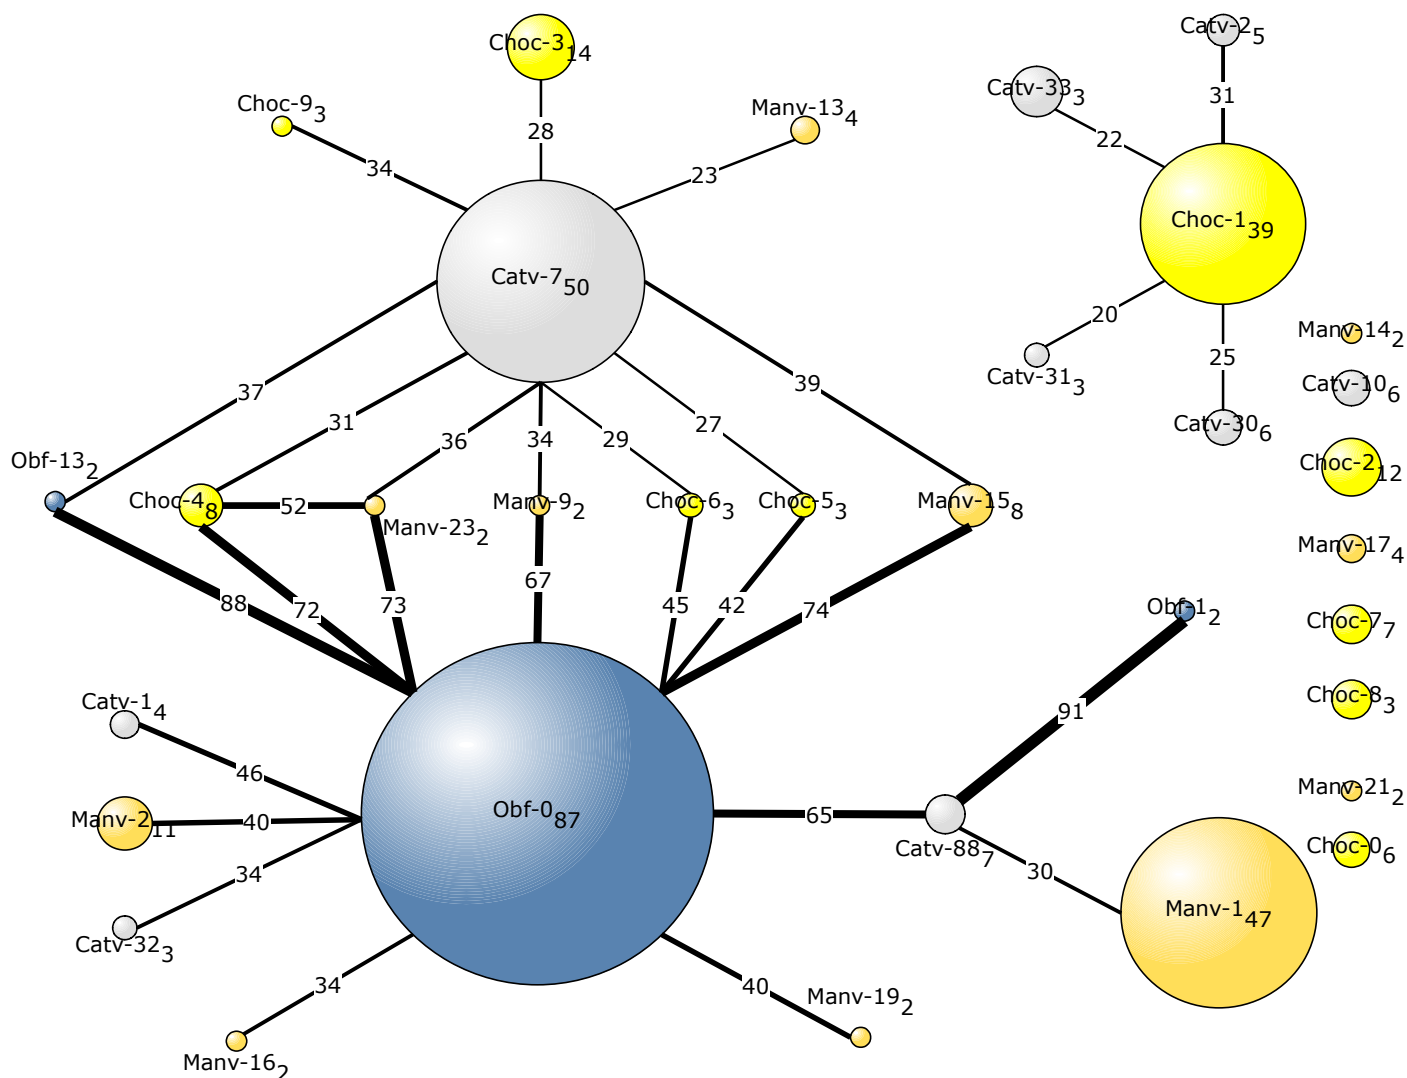 Catv-2₅
Choc-3₁₄
Catv-33₃
31
Choc-9₃
Manv-13₄
28
22
34
23
Choc-1₃₉
Catv-7₅₀
20
Manv-14₂
25
Catv-31₃
Catv-10₆
37
39
31
27
36
34
29
Catv-30₆
Obf-13₂
Choc-2₁₂
Choc-4₈
52
Manv-23₂
Manv-9₂
Choc-6₃
Choc-5₃
Manv-15₈
Manv-17₄
67
88
72
73
45
42
74
Obf-1₂
Choc-7₇
Catv-1₄
Choc-8₃
91
46
Manv-2₁₁
40
Obf-0₈₇
65
Manv-21₂
Catv-88₇
Choc-0₆
34
30
Manv-1₄₇
Catv-32₃
34
40
Manv-19₂
Manv-16₂